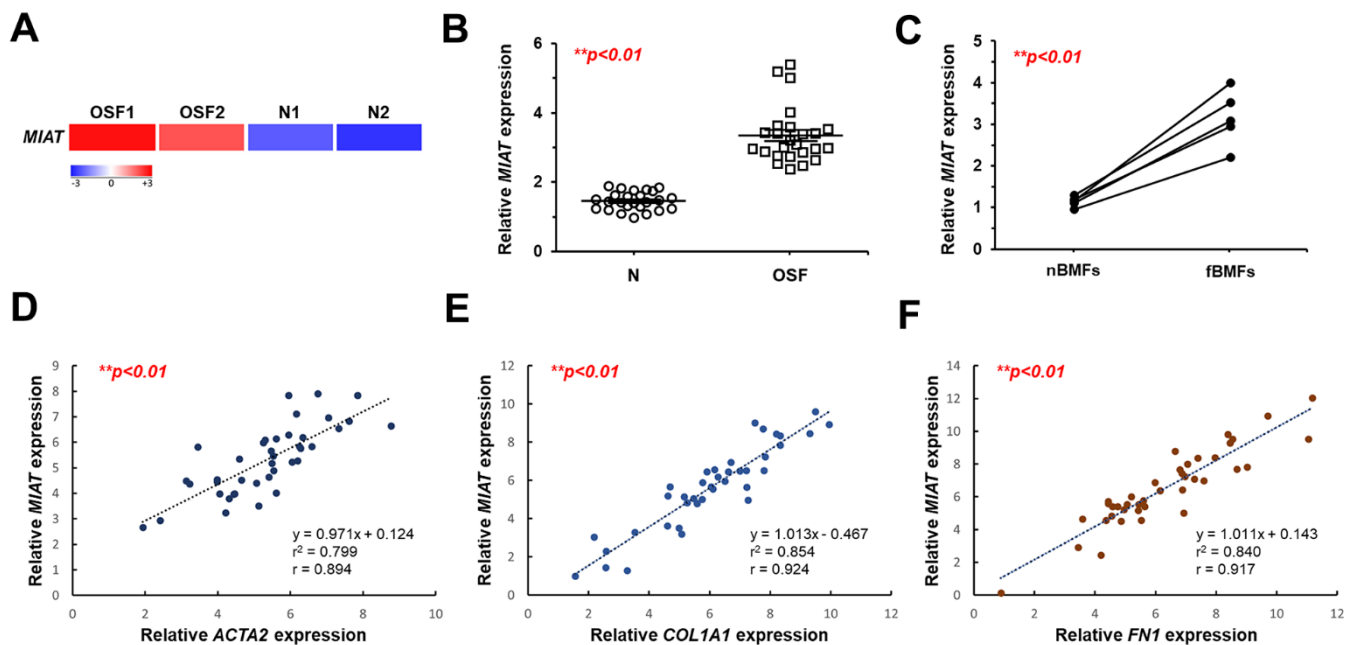 A
OSF1 OSF2 N1 N2
MIAT
-3 0 +3
B
**p<0.01
Relative MIAT expression
6
4
2
0
N OSF
C
**p<0.01
Relative MIAT expression
5
4
3
2
1
0
nBMFs fBMFs
D
**p<0.01
Relative MIAT expression
9
8
7
6
5
4
3
2
1
0
y = 0.971x + 0.124
r² = 0.799
r = 0.894
0 2 4 6 8 10
Relative ACTA2 expression
E
**p<0.01
Relative MIAT expression
12
10
8
6
4
2
0
y = 1.013x - 0.467
r² = 0.854
r = 0.924
0 2 4 6 8 10 12
Relative COL1A1 expression
F
**p<0.01
Relative MIAT expression
14
12
10
8
6
4
2
0
y = 1.011x + 0.143
r² = 0.840
r = 0.917
0 2 4 6 8 10 12
Relative FN1 expression